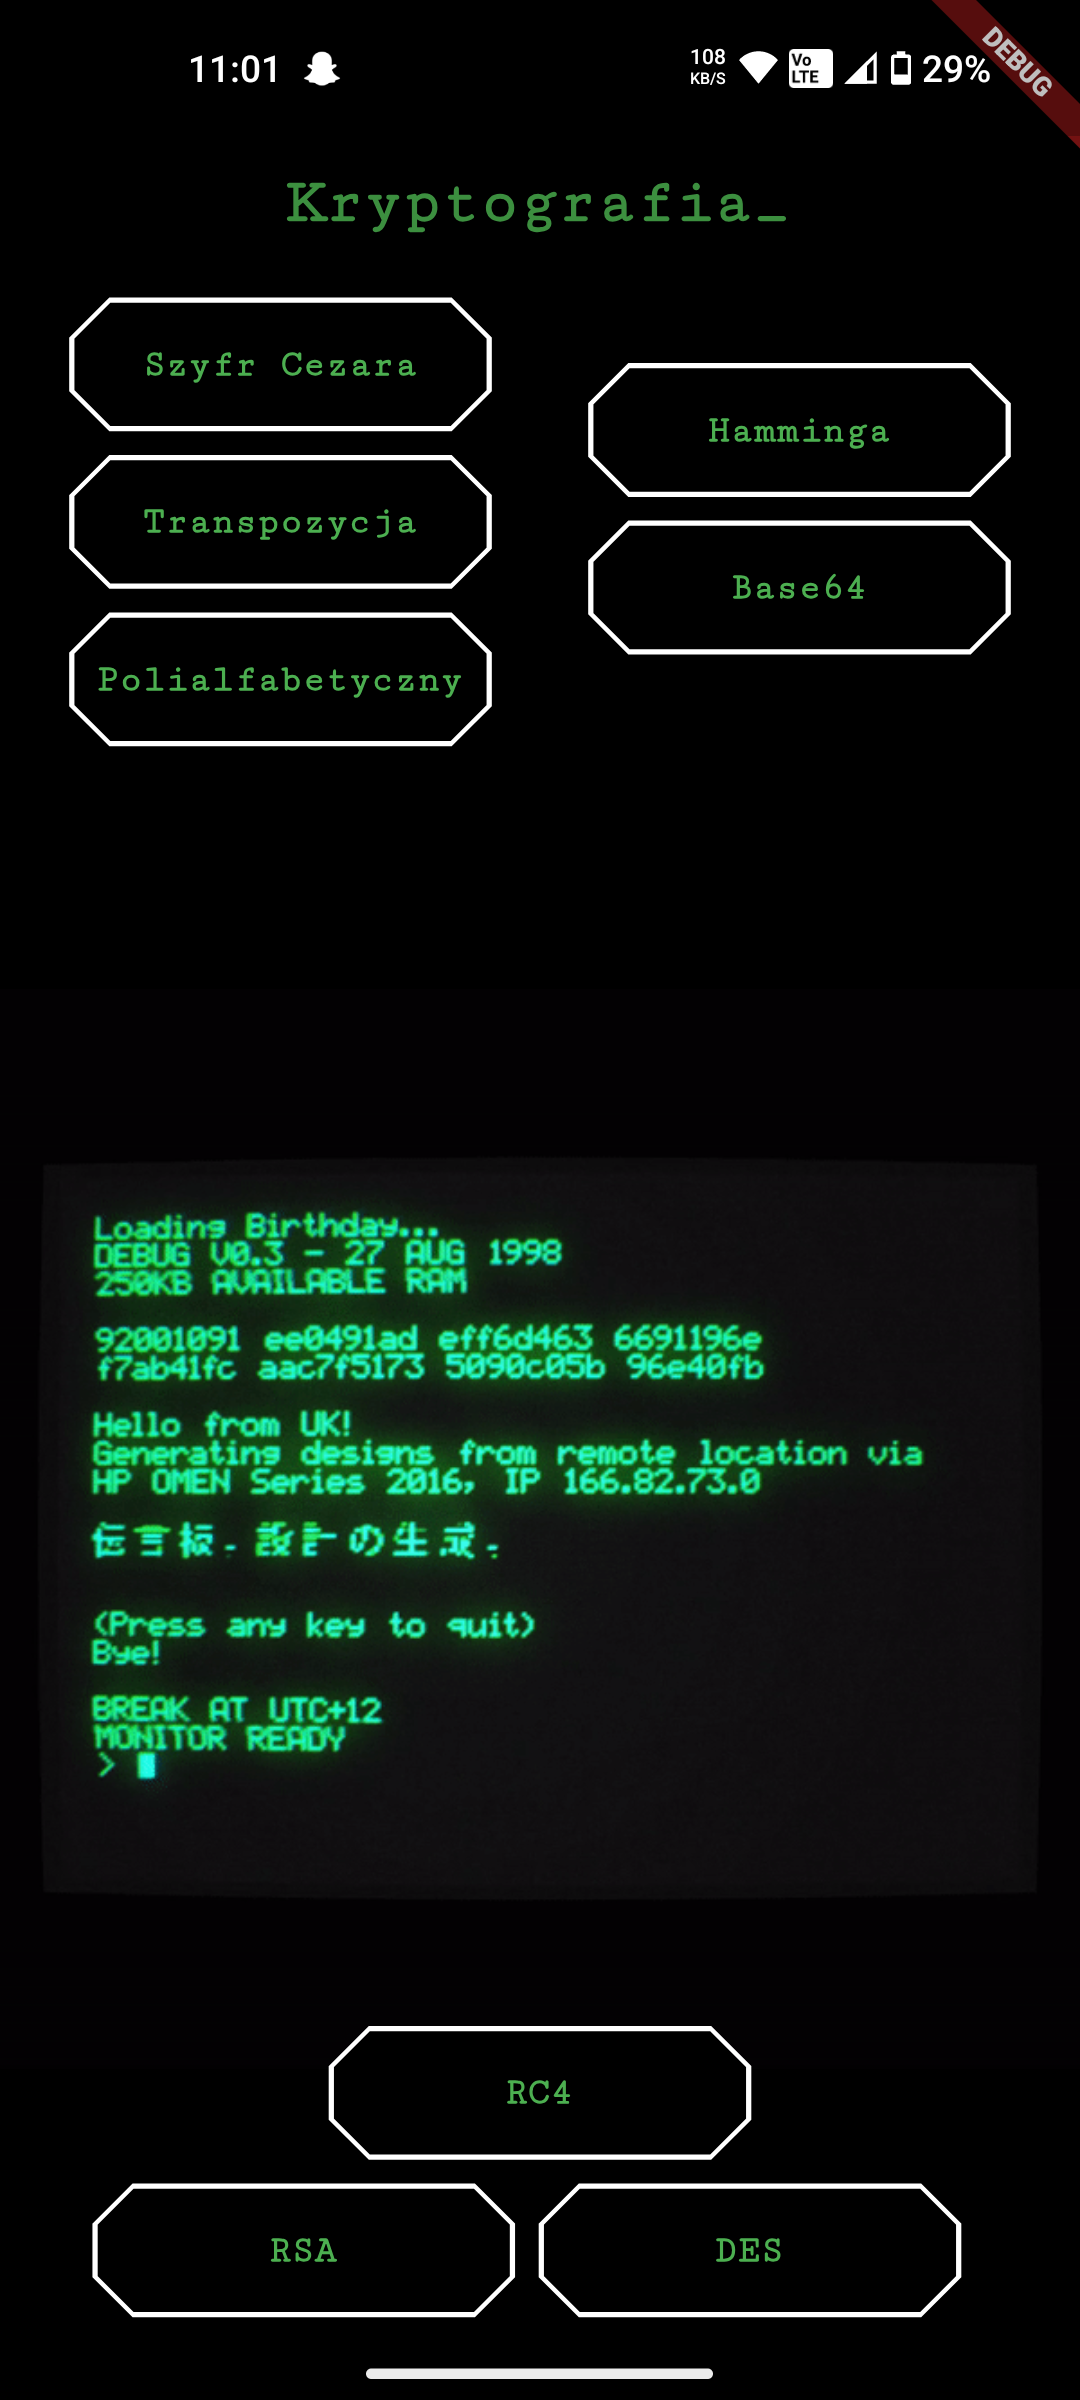 11:01
108 KB/S
Vo LTE
29%
DEBUG
Kryptografia_
Szyfr Cezara
Hamminga
Transpozycja
Base64
Polialfabetyczny
Loading Birthday...
DEBUG V0.3 - 27 AUG 1998
250KB AVAILABLE RAM
92001091 ee0491ad eff6d463 6691196e
f7ab41fc aac7f5173 5090c05b 96e40fb
Hello from UK!
Generating designs from remote location via
HP OMEN Series 2016, IP 166.82.73.0
伝言板. 設計の生成.
(Press any key to quit)
Bye!
BREAK AT UTC+12
MONITOR READY
>
RC4
RSA
DES